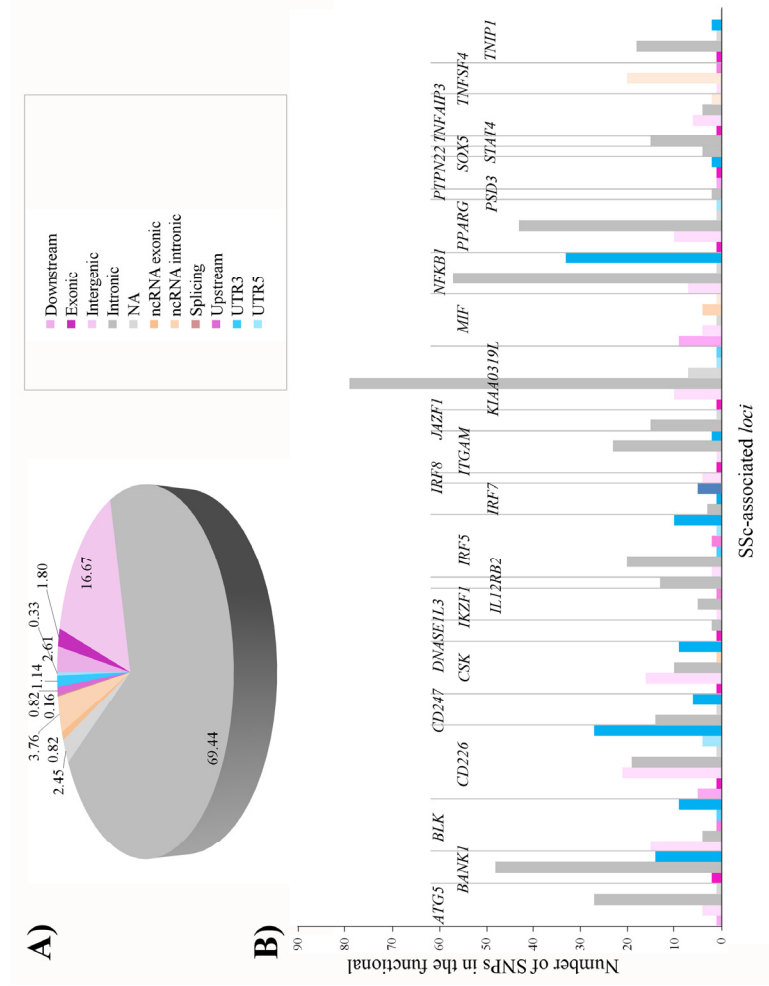 A)
Downstream
Exonic
Intergenic
Intronic
NA
ncRNA exonic
ncRNA intronic
Splicing
Upstream
UTR3
UTR5
2.45
0.82
3.76
0.16
0.82
1.14
2.61
0.33
1.80
16.67
69.44
B)
Number of SNPs in the functional
90
80
70
60
50
40
30
20
10
0
ATG5
BANK1
BLK
CD226
CD247
CSK
DNASE1L3
IKZF1
IL12RB2
IRF5
IRF7
IRF8
ITGAM
JAZF1
KIAA0319L
MIF
NFKB1
PPARG
PSD3
PTPN22
SOX5
STAT4
TNFAIP3
TNFSF4
TNIP1
SSc-associated loci